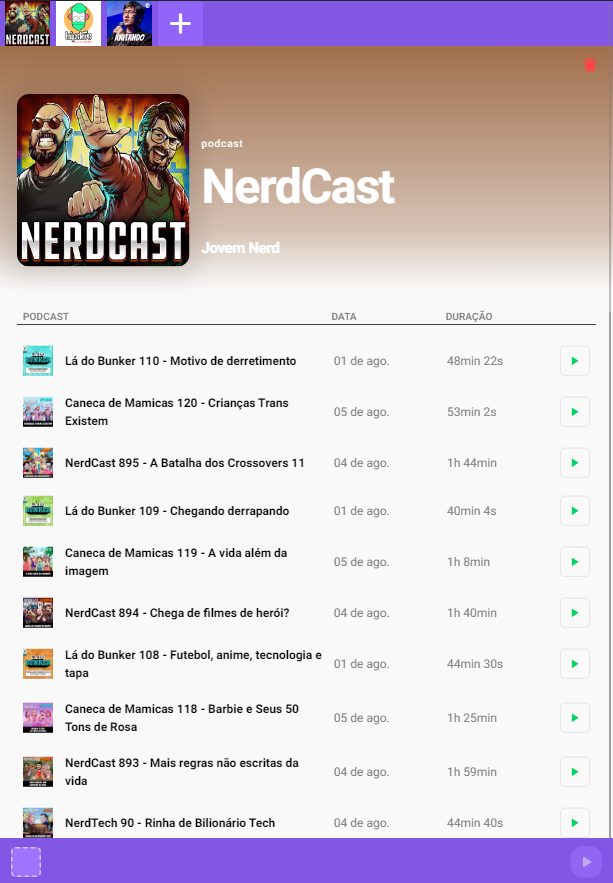 NERDCAST
AKITANDO
podcast
NerdCast
NERDCAST
Jovem Nerd
PODCAST DATA DURAÇÃO
Lá do Bunker 110 - Motivo de derretimento 01 de ago. 48min 22s
Caneca de Mamicas 120 - Crianças Trans
Existem 05 de ago. 53min 2s
NerdCast 895 - A Batalha dos Crossovers 11 04 de ago. 1h 44min
Lá do Bunker 109 - Chegando derrapando 01 de ago. 40min 4s
Caneca de Mamicas 119 - A vida além da
imagem 05 de ago. 1h 8min
NerdCast 894 - Chega de filmes de herói? 04 de ago. 1h 40min
Lá do Bunker 108 - Futebol, anime, tecnologia e
tapa 01 de ago. 44min 30s
Caneca de Mamicas 118 - Barbie e Seus 50
Tons de Rosa 05 de ago. 1h 25min
NerdCast 893 - Mais regras não escritas da
vida 04 de ago. 1h 59min
NerdTech 90 - Rinha de Bilionário Tech 04 de ago. 44min 40s